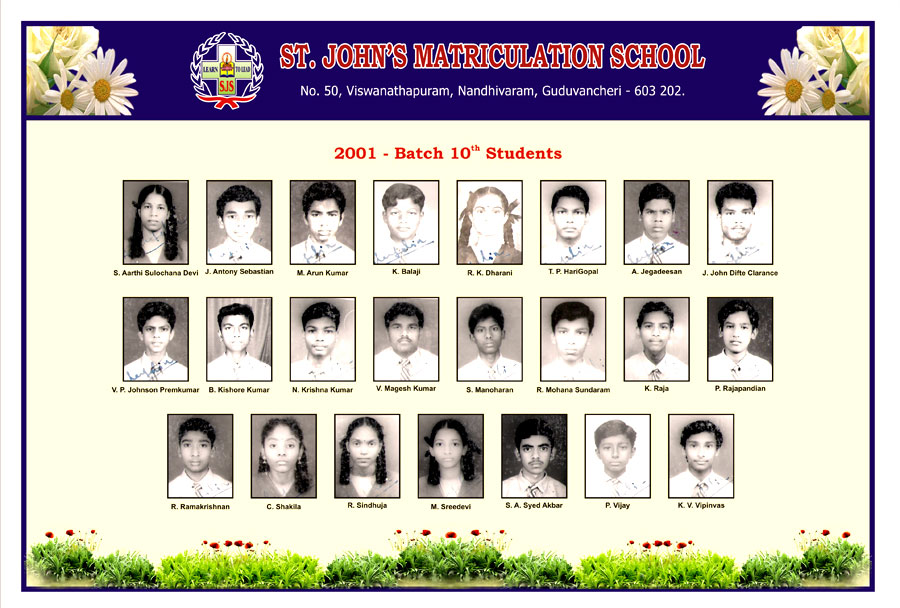 LEARN TO LEAD
SJS
ST. JOHN'S MATRICULATION SCHOOL
No. 50, Viswanathapuram, Nandhivaram, Guduvancheri - 603 202.
2001 - Batch 10th Students
S. Aarthi Sulochana Devi J. Antony Sebastian M. Arun Kumar K. Balaji R. K. Dharani T. P. HariGopal A. Jegadeesan J. John Difte Clarance
V. P. Johnson Premkumar B. Kishore Kumar N. Krishna Kumar V. Magesh Kumar S. Manoharan R. Mohana Sundaram K. Raja P. Rajapandian
R. Ramakrishnan C. Shakila R. Sindhuja M. Sreedevi S. A. Syed Akbar P. Vijay K. V. Vipinvas